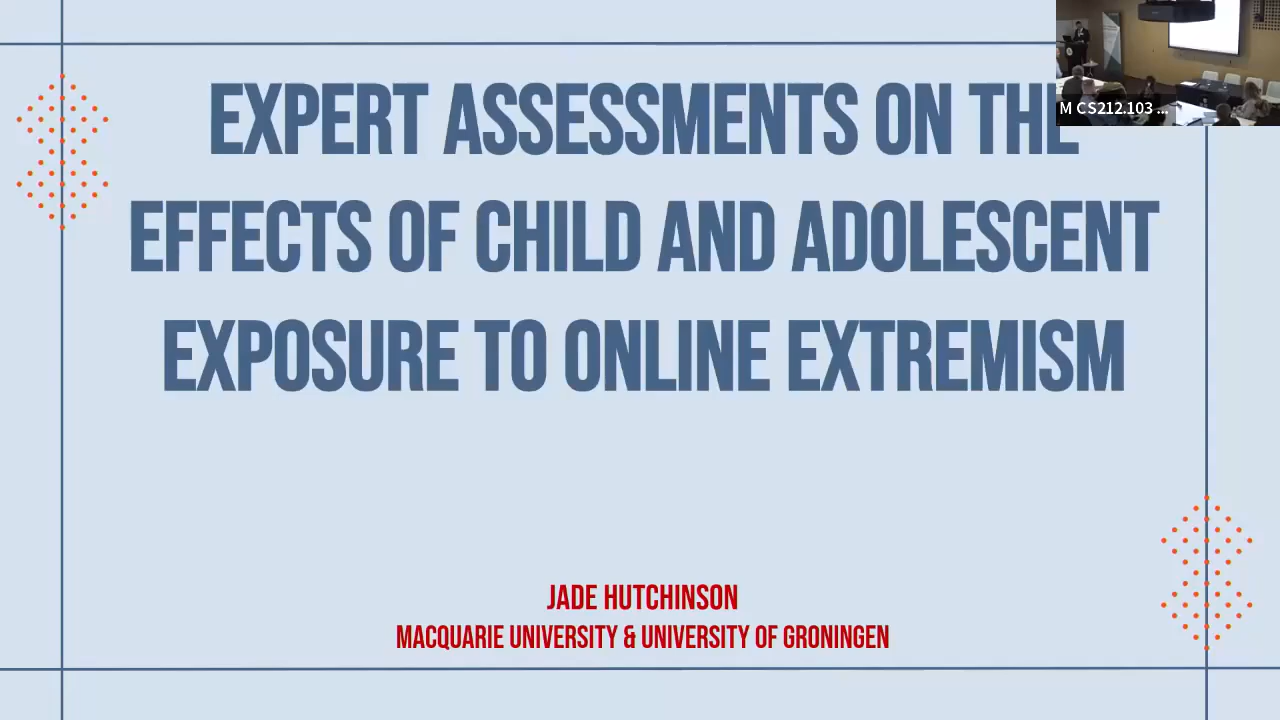 EXPERT ASSESSMENTS ON THE
EFFECTS OF CHILD AND ADOLESCENT
EXPOSURE TO ONLINE EXTREMISM
M CS212.103 ...
JADE HUTCHINSON
MACQUARIE UNIVERSITY & UNIVERSITY OF GRONINGEN